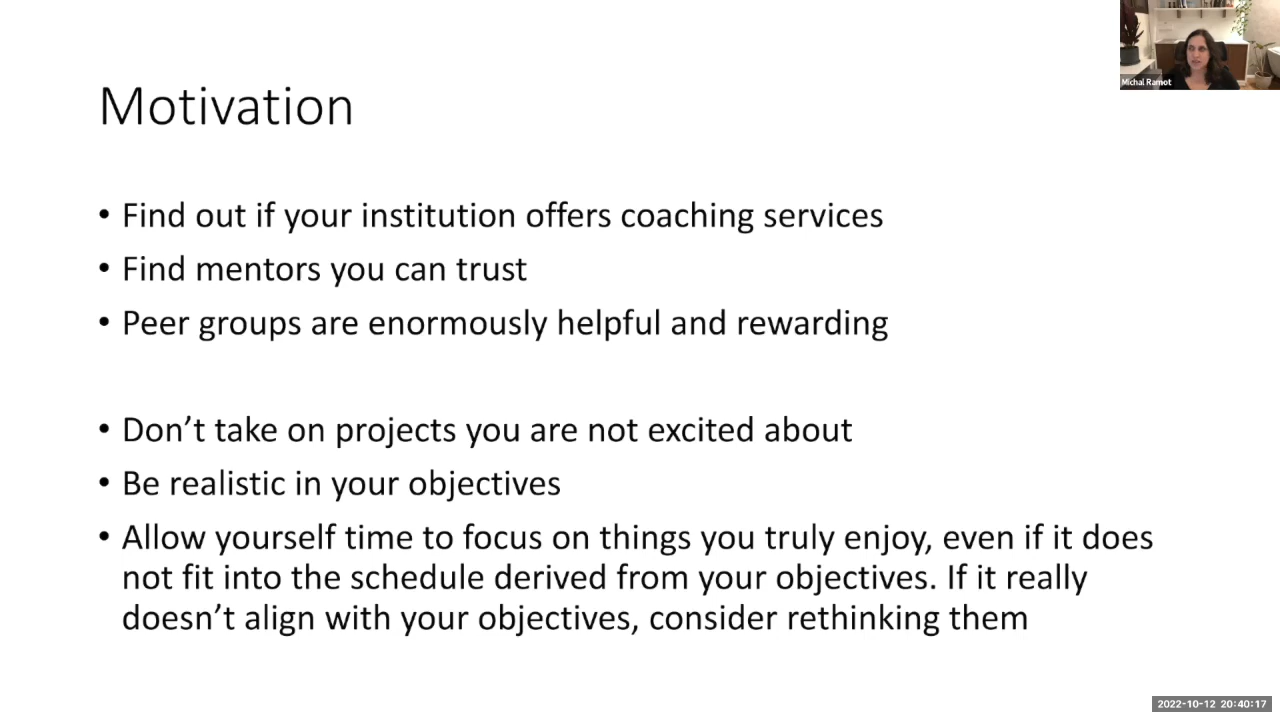 Michal Ramot
Motivation
• Find out if your institution offers coaching services
• Find mentors you can trust
• Peer groups are enormously helpful and rewarding
• Don’t take on projects you are not excited about
• Be realistic in your objectives
• Allow yourself time to focus on things you truly enjoy, even if it does
not fit into the schedule derived from your objectives. If it really
doesn’t align with your objectives, consider rethinking them
2022-10-12 20:40:17